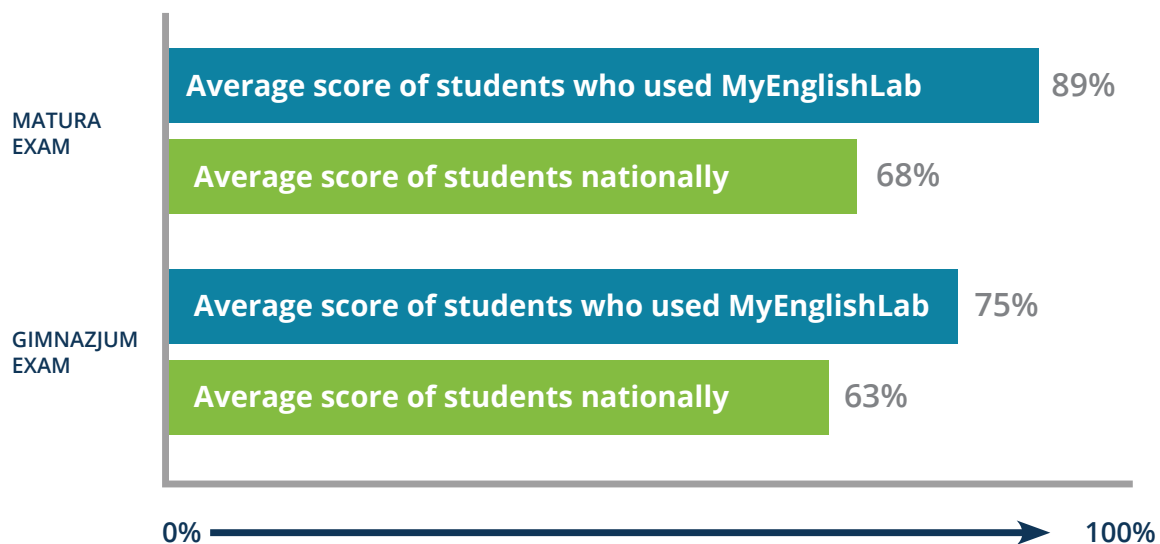 MATURA
EXAM
Average score of students who used MyEnglishLab
89%
Average score of students nationally
68%
GIMNAZJUM
EXAM
Average score of students who used MyEnglishLab
75%
Average score of students nationally
63%
0%
100%